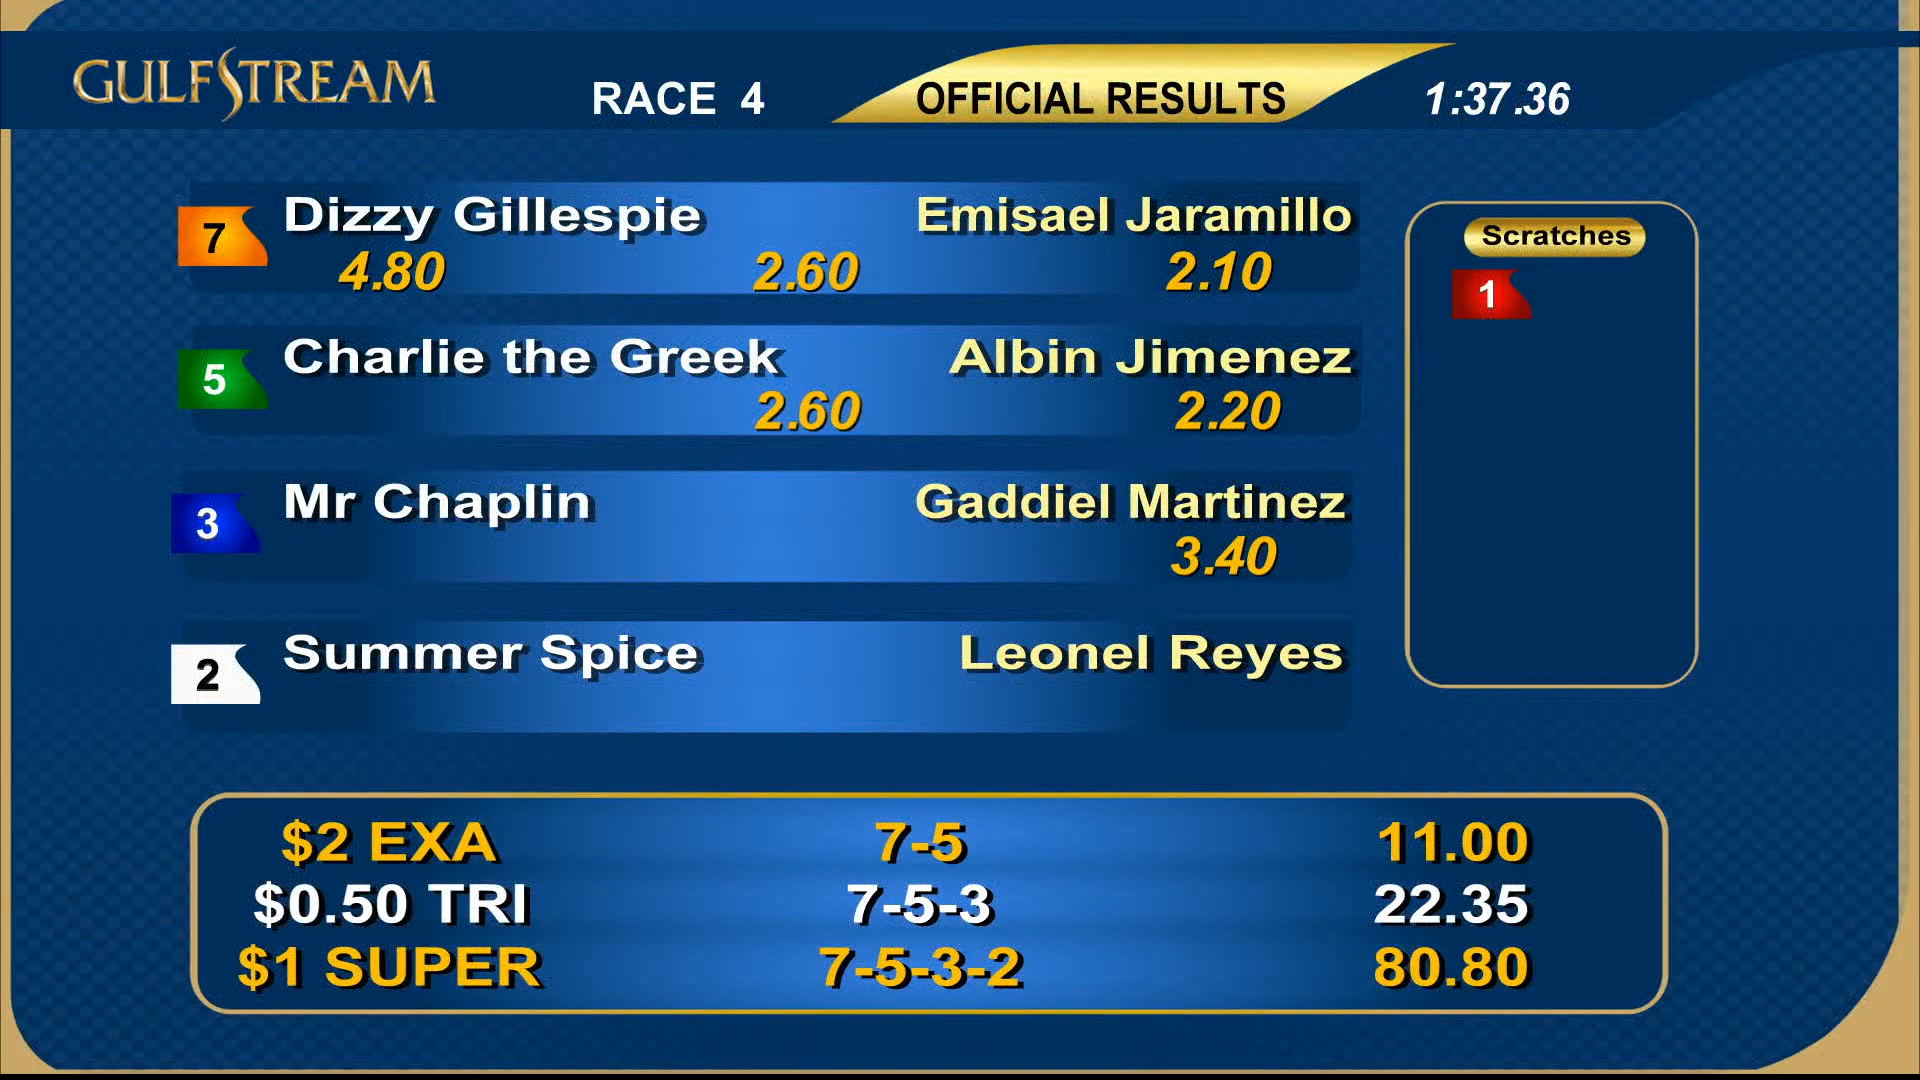 GULFSTREAM RACE 4 OFFICIAL RESULTS 1:37.36
7 Dizzy Gillespie Emisael Jaramillo
4.80 2.60 2.10
5 Charlie the Greek Albin Jimenez
2.60 2.20
3 Mr Chaplin Gaddiel Martinez
3.40
2 Summer Spice Leonel Reyes
Scratches
1
$2 EXA 7-5 11.00
$0.50 TRI 7-5-3 22.35
$1 SUPER 7-5-3-2 80.80